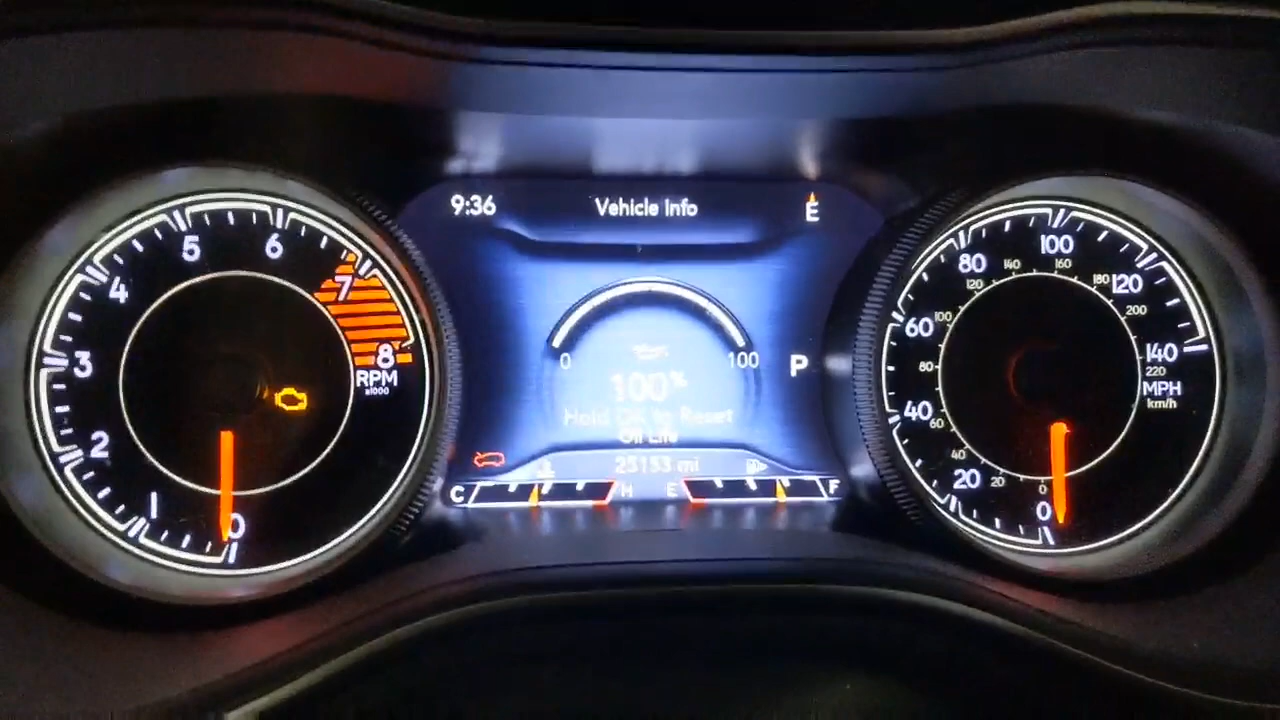 9:36 Vehicle Info E
5 6
4 7
3 8
RPM
x1000
2
1
0
0 100 P
100%
Hold OK to Reset
Oil Life
25153 mi
C H E F
100
80 140 160 120
120 180
60 100 200
80 140
220
MPH
km/h
40 60
40
20 20
0
0